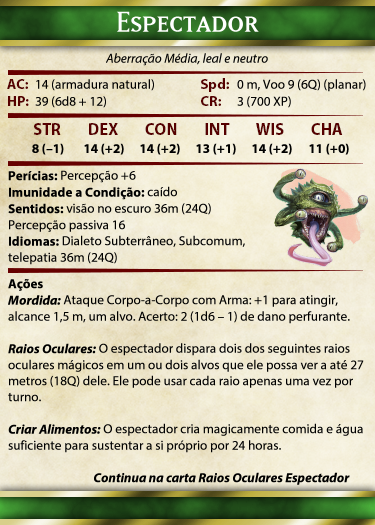 ESPECTADOR
Aberração Média, leal e neutro
AC: 14 (armadura natural) Spd: 0 m, Voo 9 (6Q) (planar)
HP: 39 (6d8 + 12) CR: 3 (700 XP)
STR DEX CON INT WIS CHA
8 (–1) 14 (+2) 14 (+2) 13 (+1) 14 (+2) 11 (+0)
Perícias: Percepção +6
Imunidade a Condição: caído
Sentidos: visão no escuro 36m (24Q)
Percepção passiva 16
Idiomas: Dialeto Subterrâneo, Subcomum,
telepatia 36m (24Q)
Ações
Mordida: Ataque Corpo-a-Corpo com Arma: +1 para atingir,
alcance 1,5 m, um alvo. Acerto: 2 (1d6 – 1) de dano perfurante.
Raios Oculares: O espectador dispara dois dos seguintes raios
oculares mágicos em um ou dois alvos que ele possa ver a até 27
metros (18Q) dele. Ele pode usar cada raio apenas uma vez por
turno.
Criar Alimentos: O espectador cria magicamente comida e água
suficiente para sustentar a si próprio por 24 horas.
Continua na carta Raios Oculares Espectador